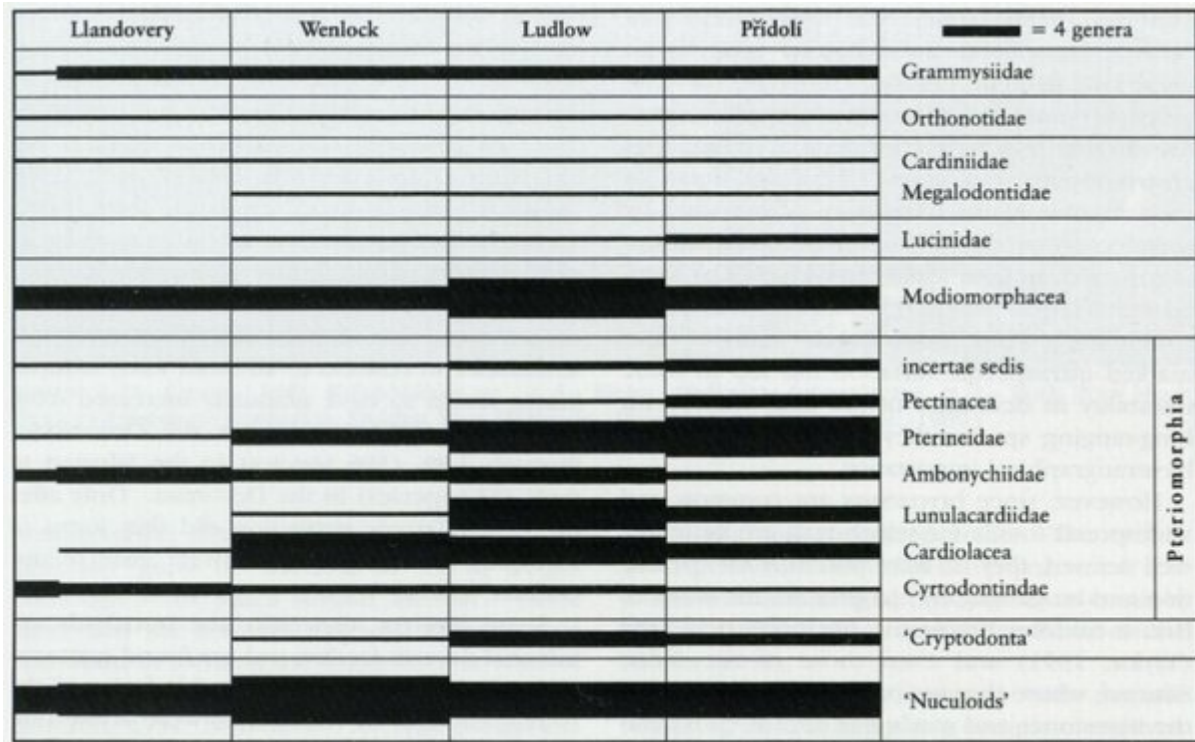 Llandovery Wenlock Ludlow Přídolí = 4 genera
Grammysiidae
Orthonotidae
Cardiniidae
Megalodontidae
Lucinidae
Modiomorphacea
incertae sedis
Pectinacea
Pterineidae
Ambonychiidae
Lunulacardiidae
Cardiolacea
Cyrtodontindae
‘Cryptodonta’
‘Nuculoids’
Pteriomorphia